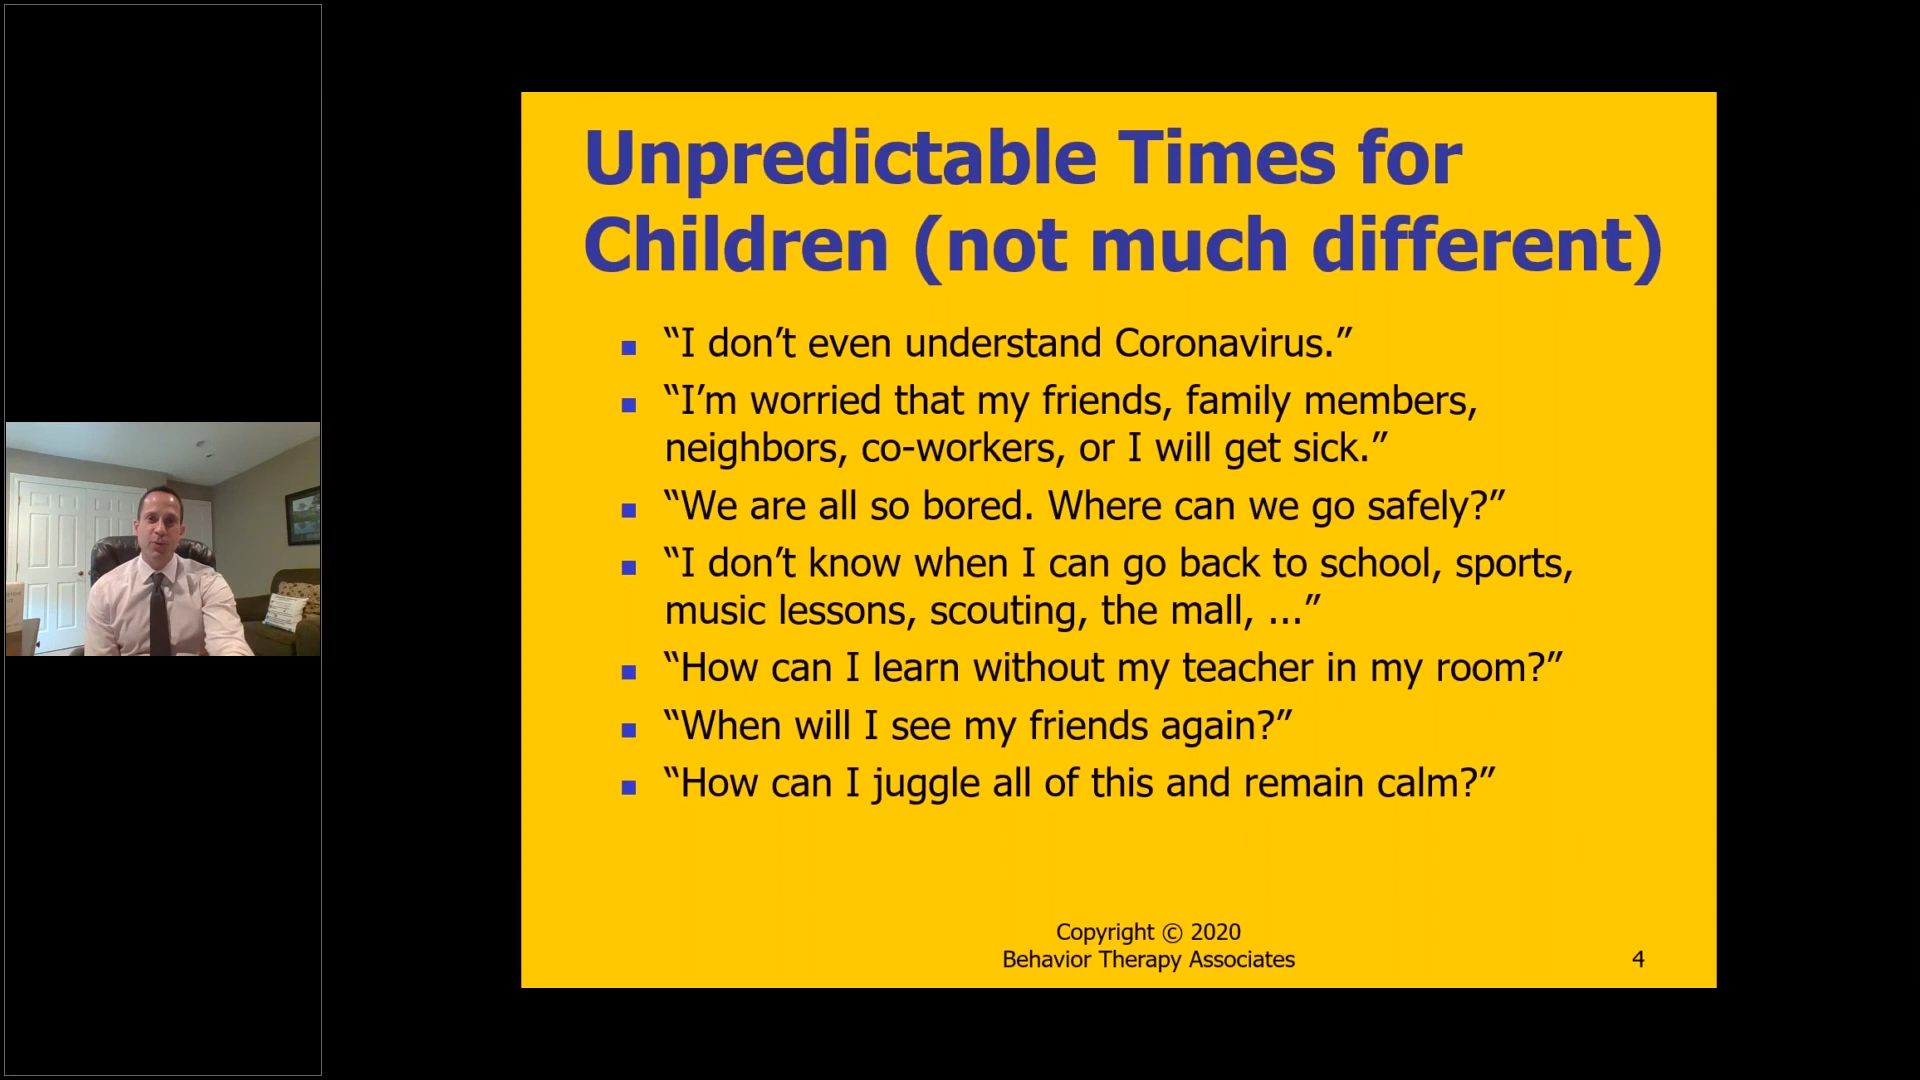 Unpredictable Times for
Children (not much different)
“I don’t even understand Coronavirus.”
“I’m worried that my friends, family members,
neighbors, co-workers, or I will get sick.”
“We are all so bored. Where can we go safely?”
“I don’t know when I can go back to school, sports,
music lessons, scouting, the mall, ...”
“How can I learn without my teacher in my room?”
“When will I see my friends again?”
“How can I juggle all of this and remain calm?”
Copyright © 2020
Behavior Therapy Associates
4